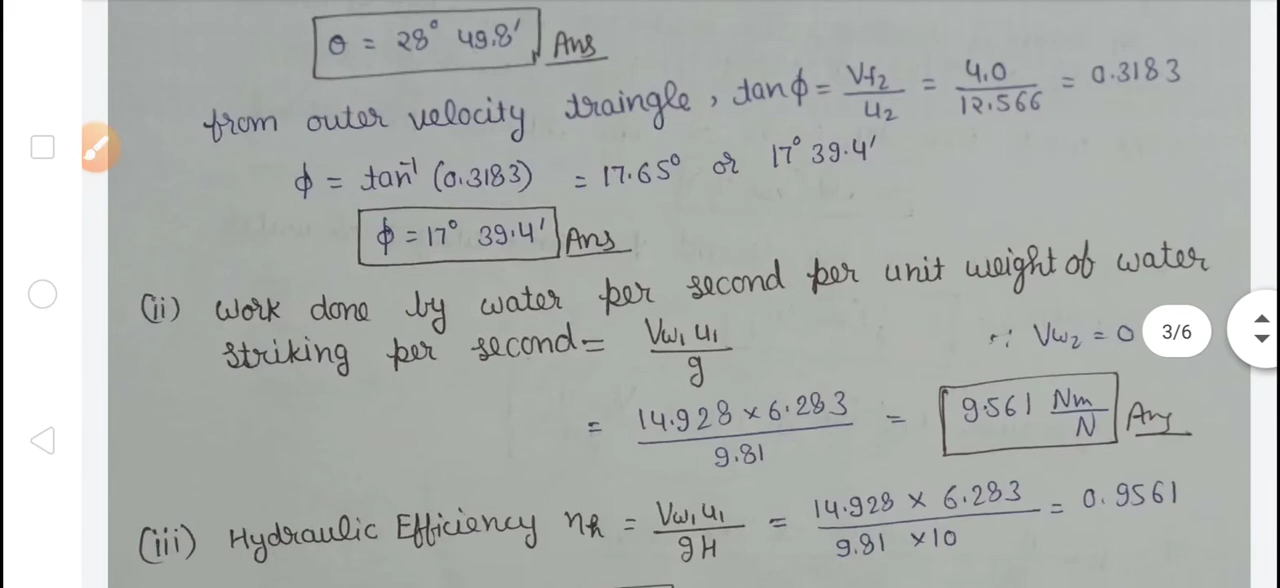 θ = 28° 49.8' Ans
from outer velocity traingle, tanϕ = Vf₂/u₂ = 4.0/12.566 = 0.3183
ϕ = tan⁻¹ (0.3183) = 17.65° or 17° 39.4'
ϕ = 17° 39.4' Ans
(ii) Work done by water per second per unit weight of water
striking per second = Vw₁ u₁/g ∵ Vw₂ = 0
3/6
= 14.928 × 6.283/9.81 = 9.561 Nm/N Ans
(iii) Hydraulic Efficiency ηh = Vw₁u₁/gH = 14.928 × 6.283/9.81 × 10 = 0.9561